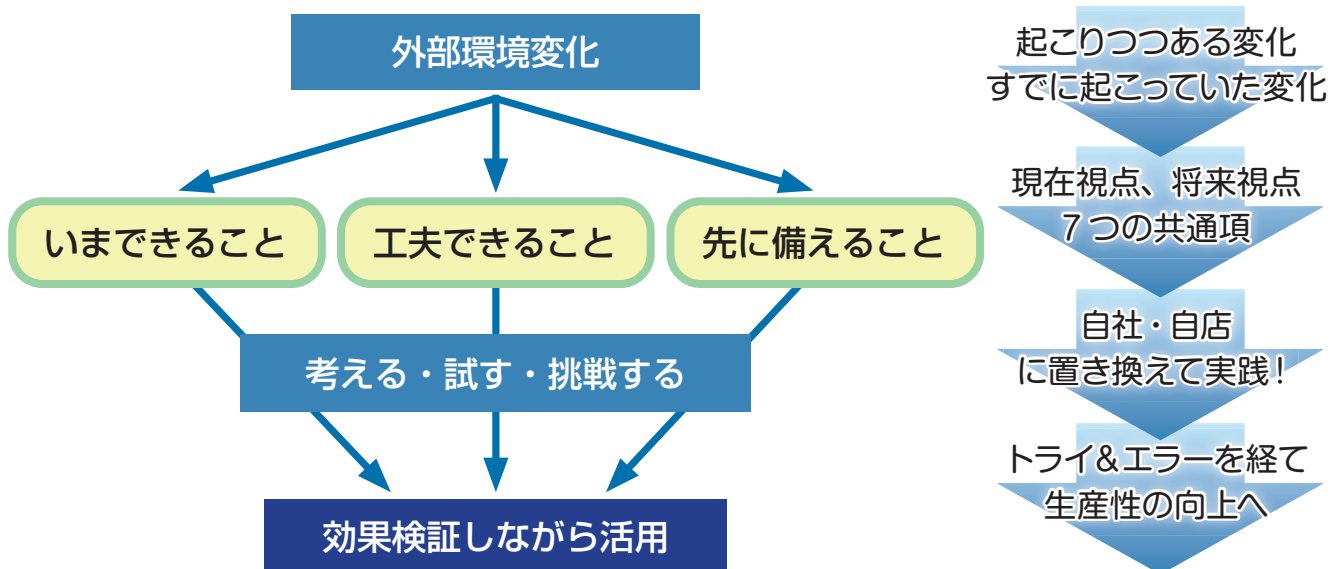 外部環境変化
いまできること
工夫できること
先に備えること
考える・試す・挑戦する
効果検証しながら活用
起こりつつある変化
すでに起こっていた変化
現在視点、将来視点
７つの共通項
自社・自店
に置き換えて実践！
トライ&エラーを経て
生産性の向上へ